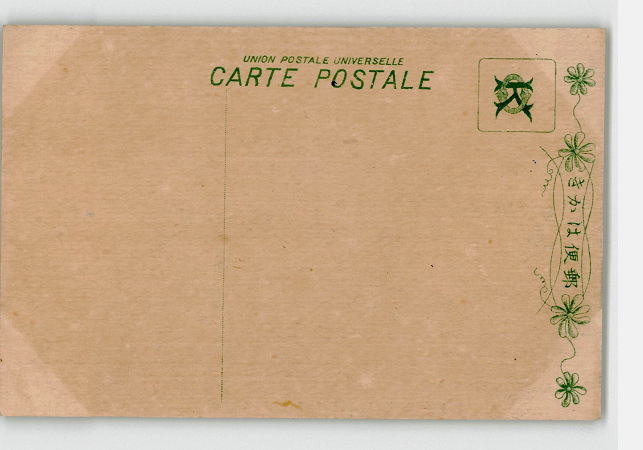 UNION POSTALE UNIVERSELLE
CARTE POSTALE
郵便はかき